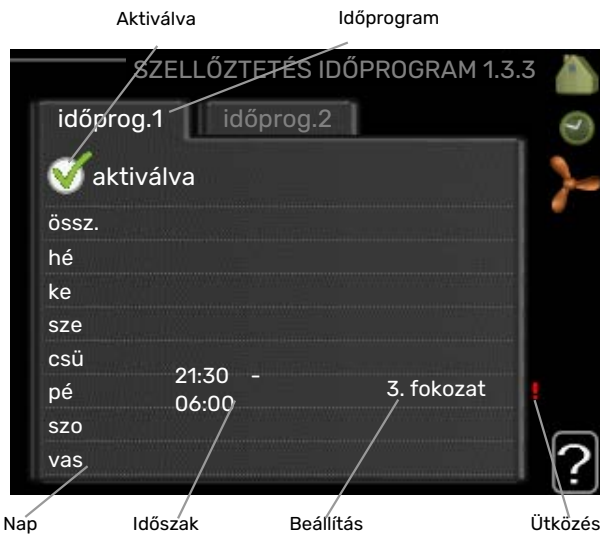 Aktiválva Időprogram
SZELLŐZTETÉS IDŐPROGRAM 1.3.3
időprog.1 időprog.2
aktiválva
össz.
hé
ke
sze
csü
pé 21:30 - 06:00 3. fokozat !
szo
vas
?
Nap Időszak Beállítás Ütközés